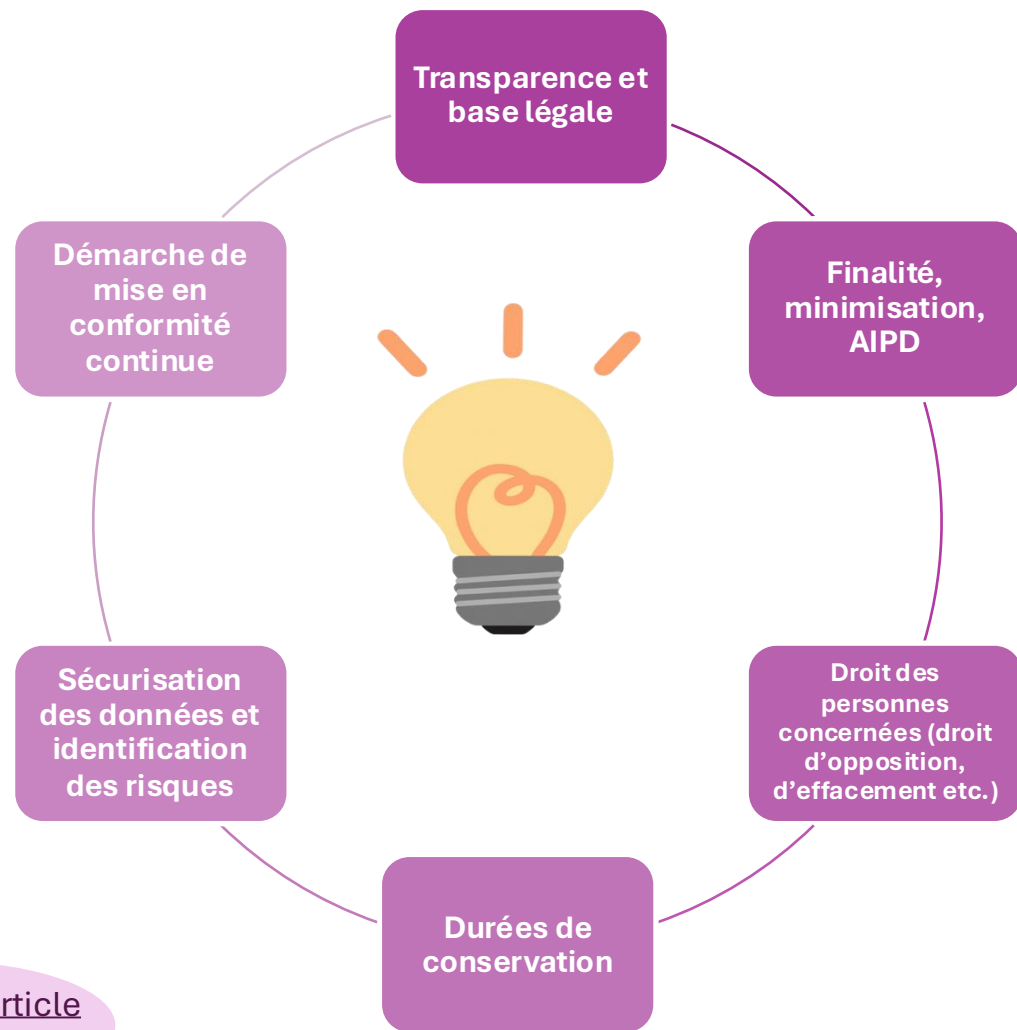 Transparence et
base légale
Finalité,
minimisation,
AIPD
Droit des
personnes
concernées (droit
d’opposition,
d’effacement etc.)
Durées de
conservation
Sécurisation
des données et
identification
des risques
Démarche de
mise en
conformité
continue
rticle